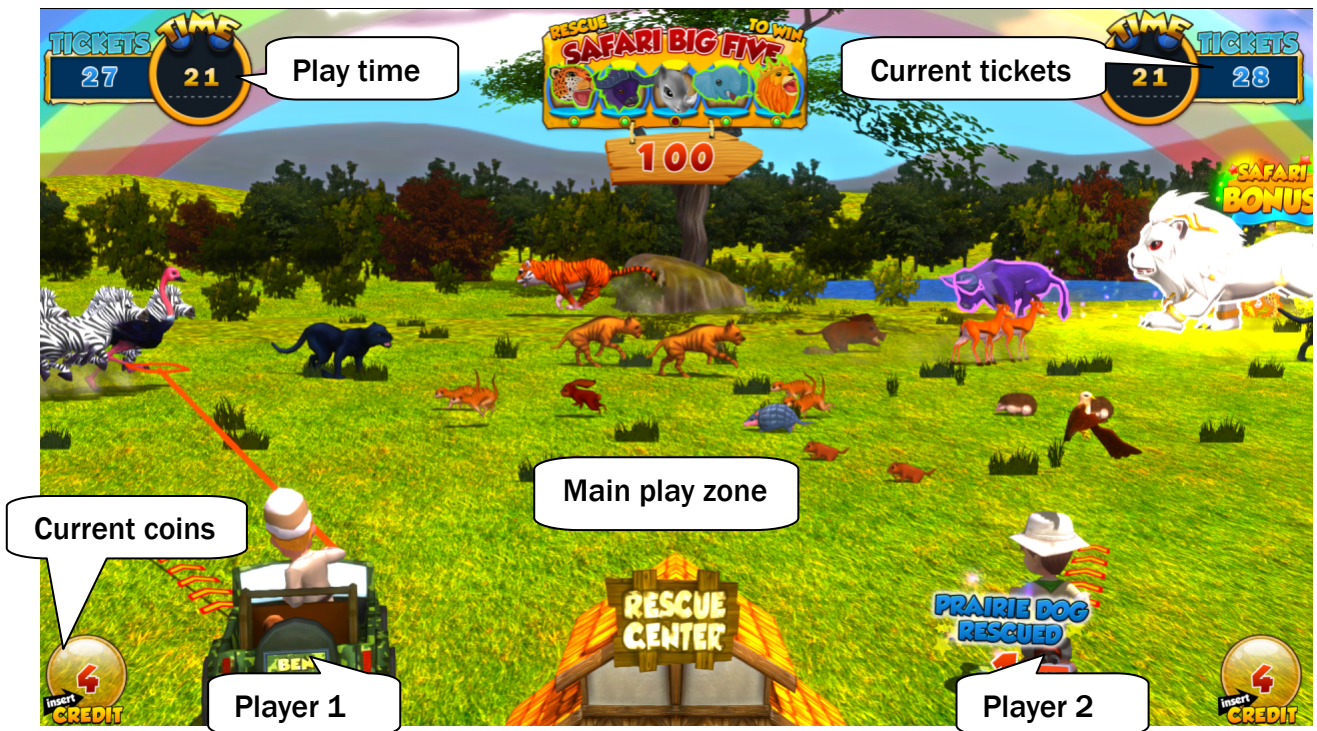 TIME
TICKETS
27
21
Play time
RESCUE
TO WIN
SAFARI BIG FIVE
100
Current tickets
TIME
TICKETS
21
28
SAFARI
BONUS
Main play zone
Current coins
RESCUE
CENTER
PRAIRIE DOG
RESCUED
BEN
4
insert
CREDIT
Player 1
Player 2
4
insert
CREDIT